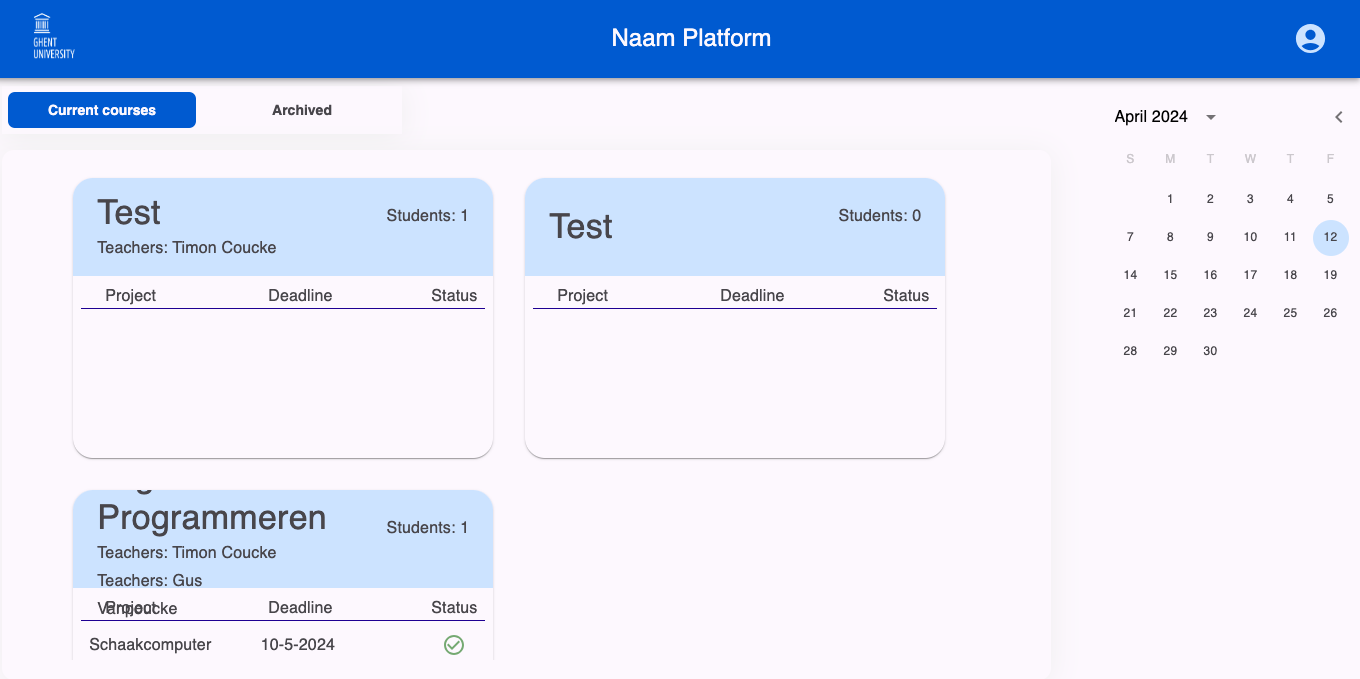 GHENT
UNIVERSITY
Naam Platform
Current courses
Archived
April 2024
S M T W T F
1 2 3 4 5
7 8 9 10 11 12
14 15 16 17 18 19
21 22 23 24 25 26
28 29 30
Test
Students: 1
Teachers: Timon Coucke
Project Deadline Status
Test
Students: 0
Project Deadline Status
Programmeren
Students: 1
Teachers: Timon Coucke
Teachers: Gus
Project Deadline Status
Schaakcomputer 10-5-2024